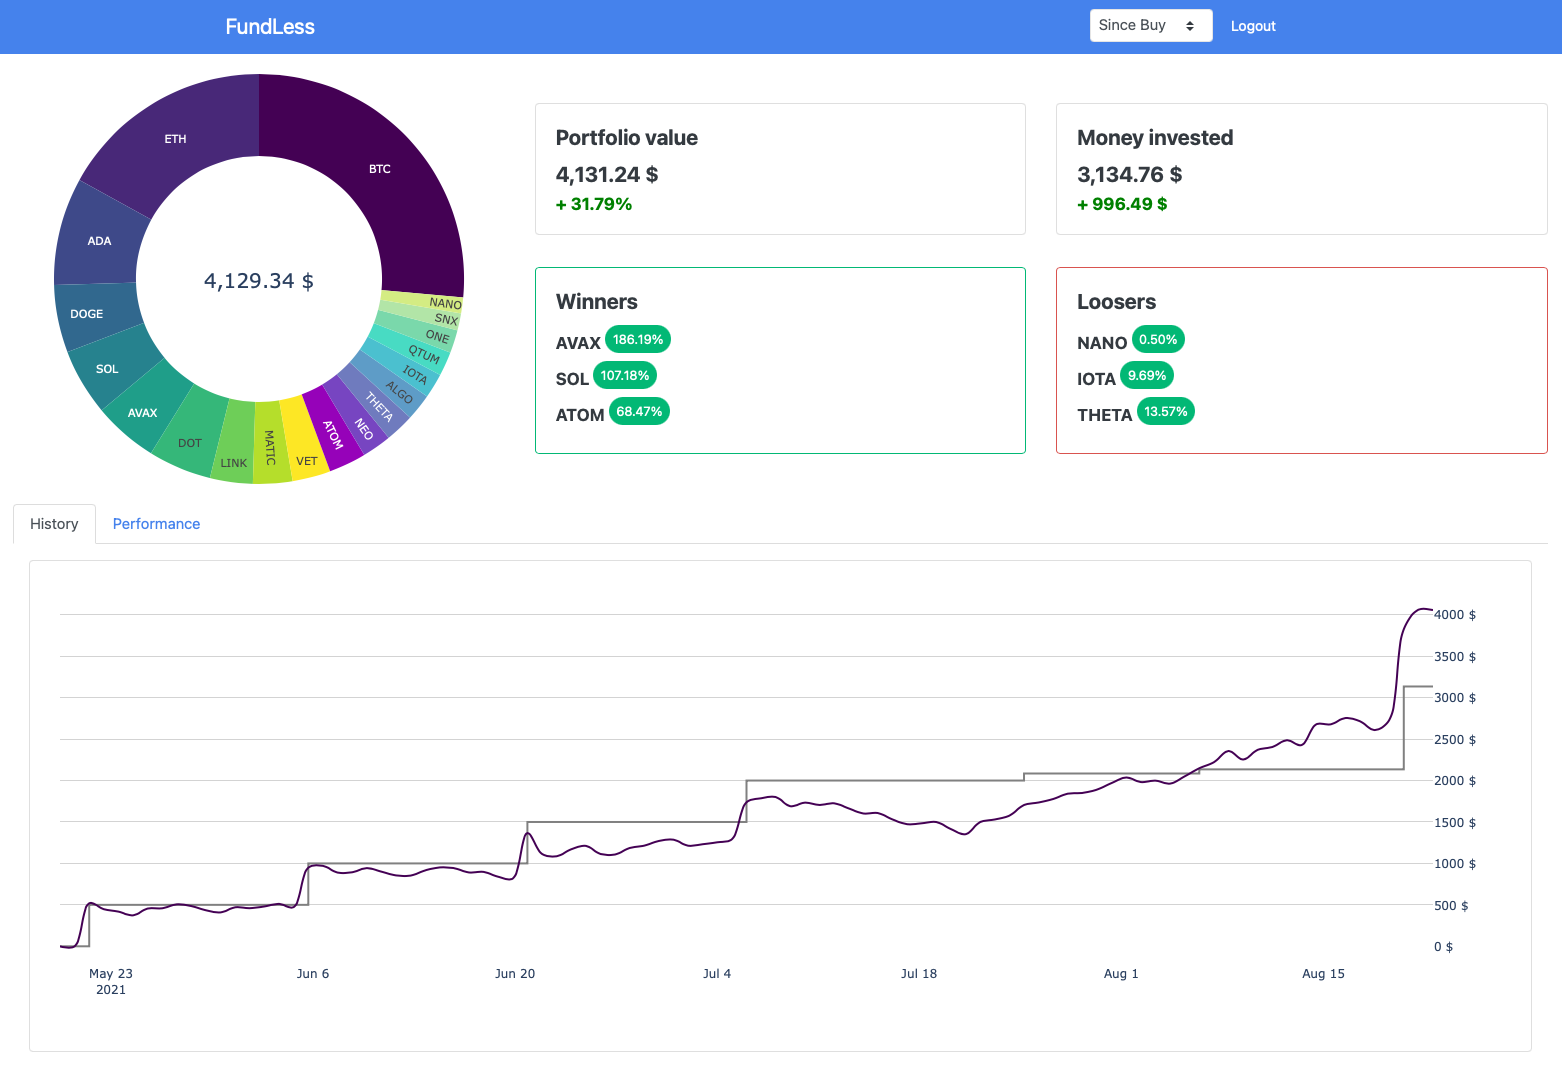 FundLess
Since Buy
Logout
ETH
BTC
ADA
DOGE
SOL
AVAX
DOT
LINK
MATIC
VET
ATOM
NEO
THETA
ALGO
IOTA
QTUM
ONE
SNX
NANO
4,129.34 $
Portfolio value
4,131.24 $
+ 31.79%
Money invested
3,134.76 $
+ 996.49 $
Winners
AVAX 186.19%
SOL 107.18%
ATOM 68.47%
Loosers
NANO 0.50%
IOTA 9.69%
THETA 13.57%
History
Performance
4000 $
3500 $
3000 $
2500 $
2000 $
1500 $
1000 $
500 $
0 $
May 23
2021
Jun 6
Jun 20
Jul 4
Jul 18
Aug 1
Aug 15